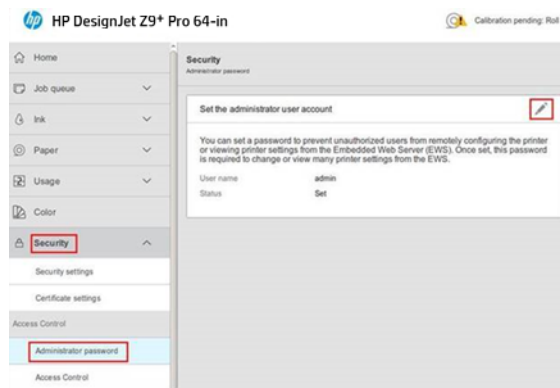 hp HP DesignJet Z9+ Pro 64-in
Calibration pending: Roll
Home
Job queue
Ink
Paper
Usage
Color
Security
Security settings
Certificate settings
Access Control
Administrator password
Access Control
Security
Administrator password
Set the administrator user account
You can set a password to prevent unauthorized users from remotely configuring the printer
or viewing printer settings from the Embedded Web Server (EWS). Once set, this password
is required to change or view many printer settings from the EWS.
User name admin
Status Set